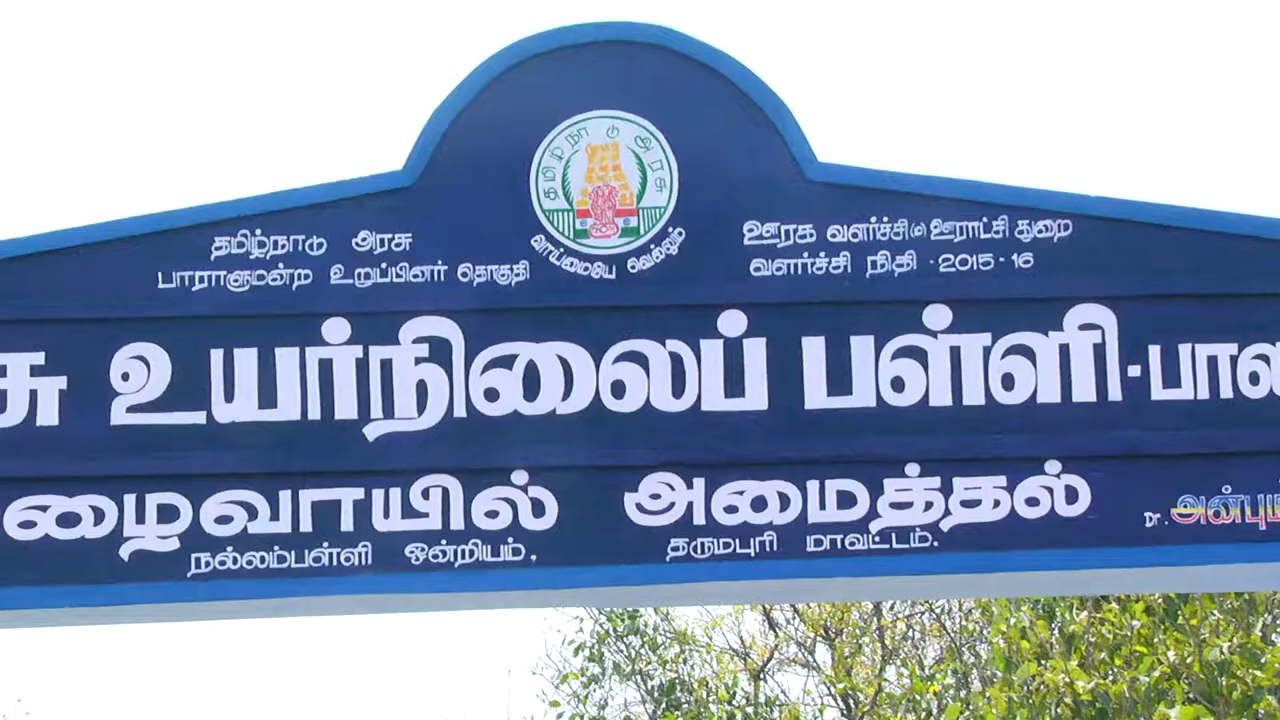 தமிழ்நாடு அரசு
வாய்மையே வெல்லும்
தமிழ்நாடு அரசு
பாராளுமன்ற உறுப்பினர் தொகுதி
ஊரக வளர்ச்சி(ம) ஊராட்சி துறை
வளர்ச்சி நிதி - 2015 - 16
சு உயர்நிலைப் பள்ளி - பால
ழைவாயில் அமைத்தல்
நல்லம்பள்ளி ஒன்றியம், தருமபுரி மாவட்டம்.
Dr. அன்பும